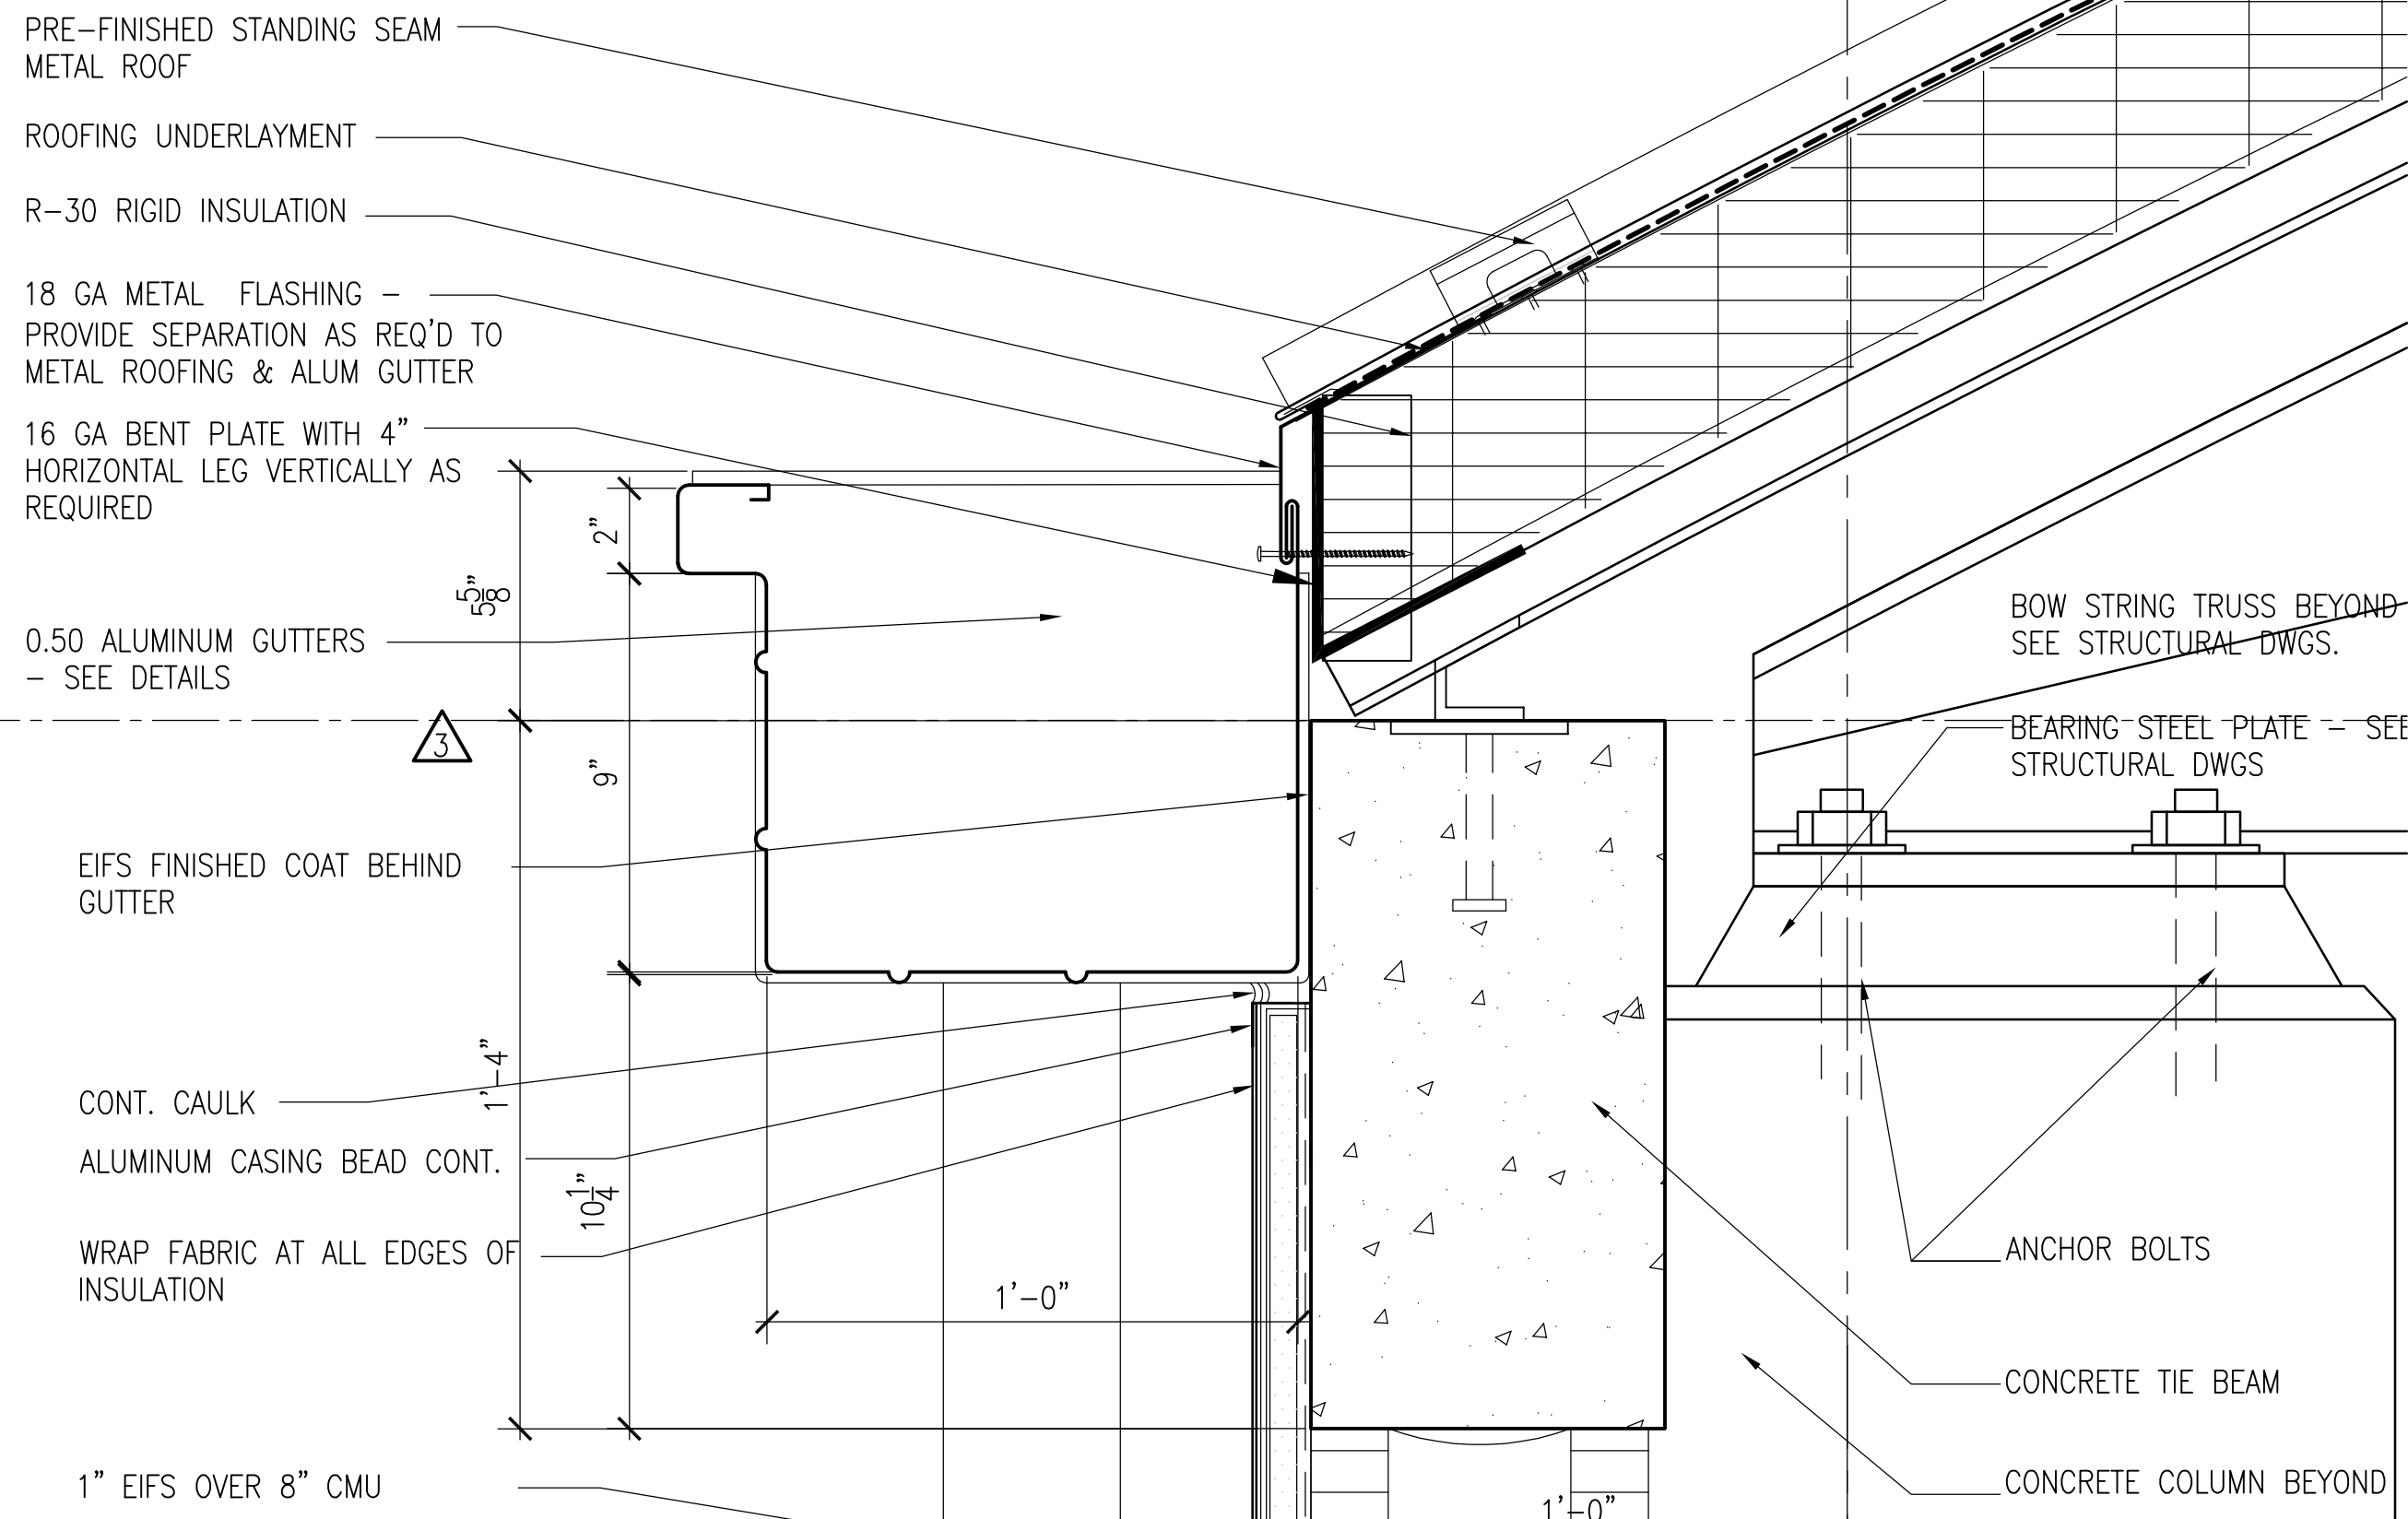 PRE-FINISHED STANDING SEAM
METAL ROOF
ROOFING UNDERLAYMENT
R-30 RIGID INSULATION
18 GA METAL FLASHING -
PROVIDE SEPARATION AS REQ'D TO
METAL ROOFING & ALUM GUTTER
16 GA BENT PLATE WITH 4"
HORIZONTAL LEG VERTICALLY AS
REQUIRED
2"
5 5/8"
0.50 ALUMINUM GUTTERS
- SEE DETAILS
3
9"
EIFS FINISHED COAT BEHIND
GUTTER
1'-4"
CONT. CAULK
ALUMINUM CASING BEAD CONT.
10 1/4"
WRAP FABRIC AT ALL EDGES OF
INSULATION
1'-0"
1" EIFS OVER 8" CMU
BOW STRING TRUSS BEYOND
SEE STRUCTURAL DWGS.
BEARING STEEL PLATE - SEE
STRUCTURAL DWGS
ANCHOR BOLTS
CONCRETE TIE BEAM
CONCRETE COLUMN BEYOND
1'-0"